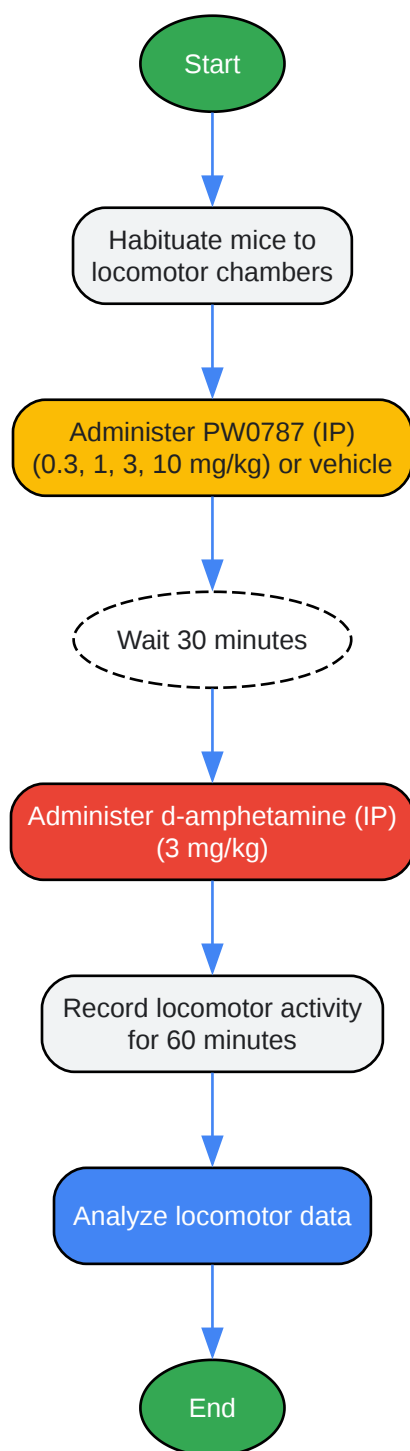 Start
Habituate mice to
locomotor chambers
Administer PW0787 (IP)
(0.3, 1, 3, 10 mg/kg) or vehicle
Wait 30 minutes
Administer d-amphetamine (IP)
(3 mg/kg)
Record locomotor activity
for 60 minutes
Analyze locomotor data
End